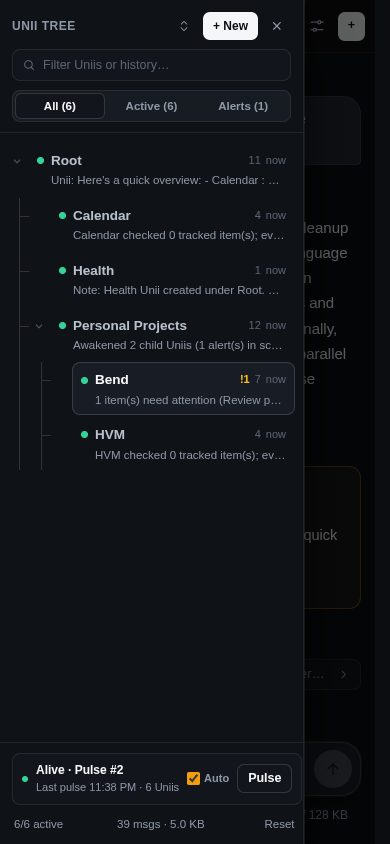 UNII TREE
+ New
+
Filter Uniis or history…
All (6)
Active (6)
Alerts (1)
Root 11 now
Unii: Here's a quick overview: - Calendar : …
Calendar 4 now
Calendar checked 0 tracked item(s); ev…
Health 1 now
Note: Health Unii created under Root. …
Personal Projects 12 now
Awakened 2 child Uniis (1 alert(s) in sc…
Bend !1 7 now
1 item(s) need attention (Review p…
HVM 4 now
HVM checked 0 tracked item(s); ev…
and
quick
Alive · Pulse #2
Last pulse 11:38 PM · 6 Uniis
Auto
Pulse
6/6 active
39 msgs · 5.0 KB
Reset
128 KB